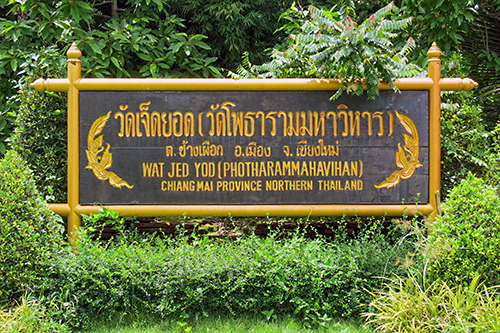 วัดเจ็ดยอด (วัดโพธารามมหาวิหาร)
ต.ช้างเผือก อ.เมือง จ.เชียงใหม่
WAT JED YOD (PHOTHARAMMAHAVIHAN)
CHIANG MAI PROVINCE NORTHERN THAILAND